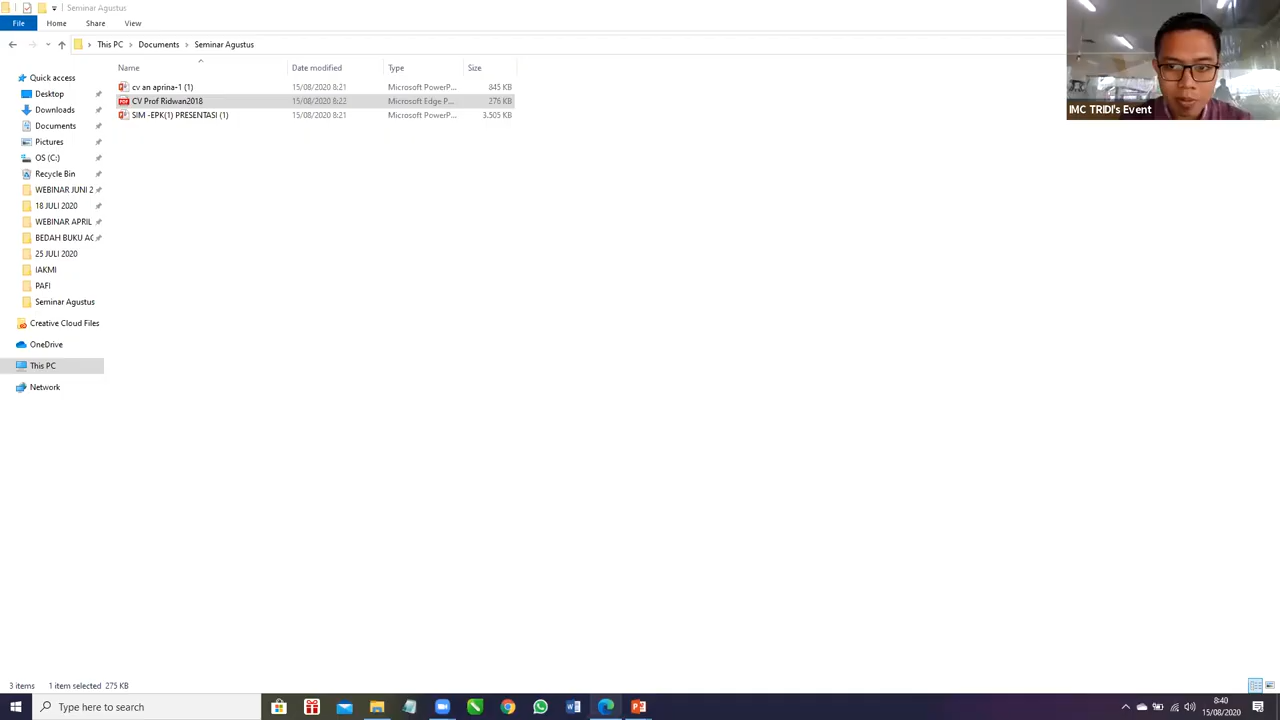 Seminar Agustus
File Home Share View
This PC Documents Seminar Agustus
Name Date modified Type Size
cv an aprina-1 (1) 15/08/2020 8:21 Microsoft PowerP... 845 KB
CV Prof Ridwan2018 15/08/2020 8:22 Microsoft Edge P... 276 KB
SIM -EPK(1) PRESENTASI (1) 15/08/2020 8:21 Microsoft PowerP... 3,505 KB
Quick access
Desktop
Downloads
Documents
Pictures
OS (C:)
Recycle Bin
WEBINAR JUNI 2
18 JULI 2020
WEBINAR APRIL
BEDAH BUKU AC
25 JULI 2020
IAKMI
PAFI
Seminar Agustus
Creative Cloud Files
OneDrive
This PC
Network
IMC TRIDI's Event
3 items 1 item selected 275 KB
Type here to search
8:40
15/08/2020